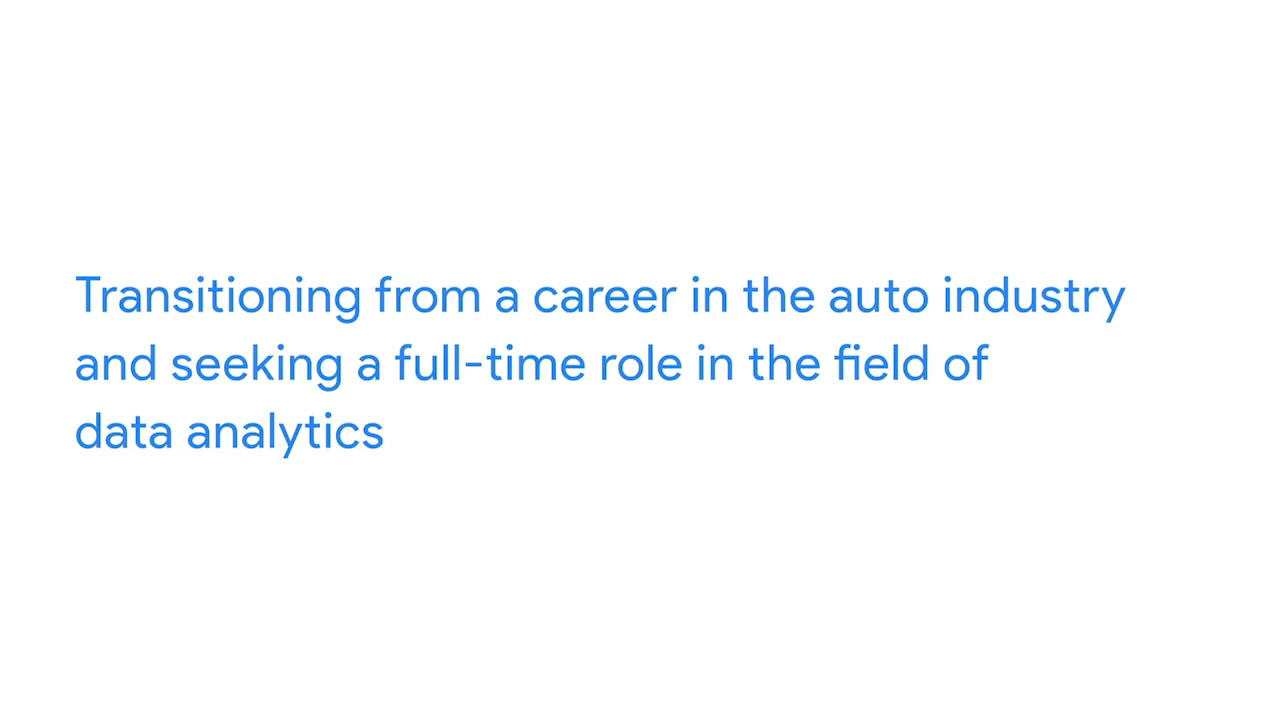 Transitioning from a career in the auto industry
and seeking a full-time role in the field of
data analytics